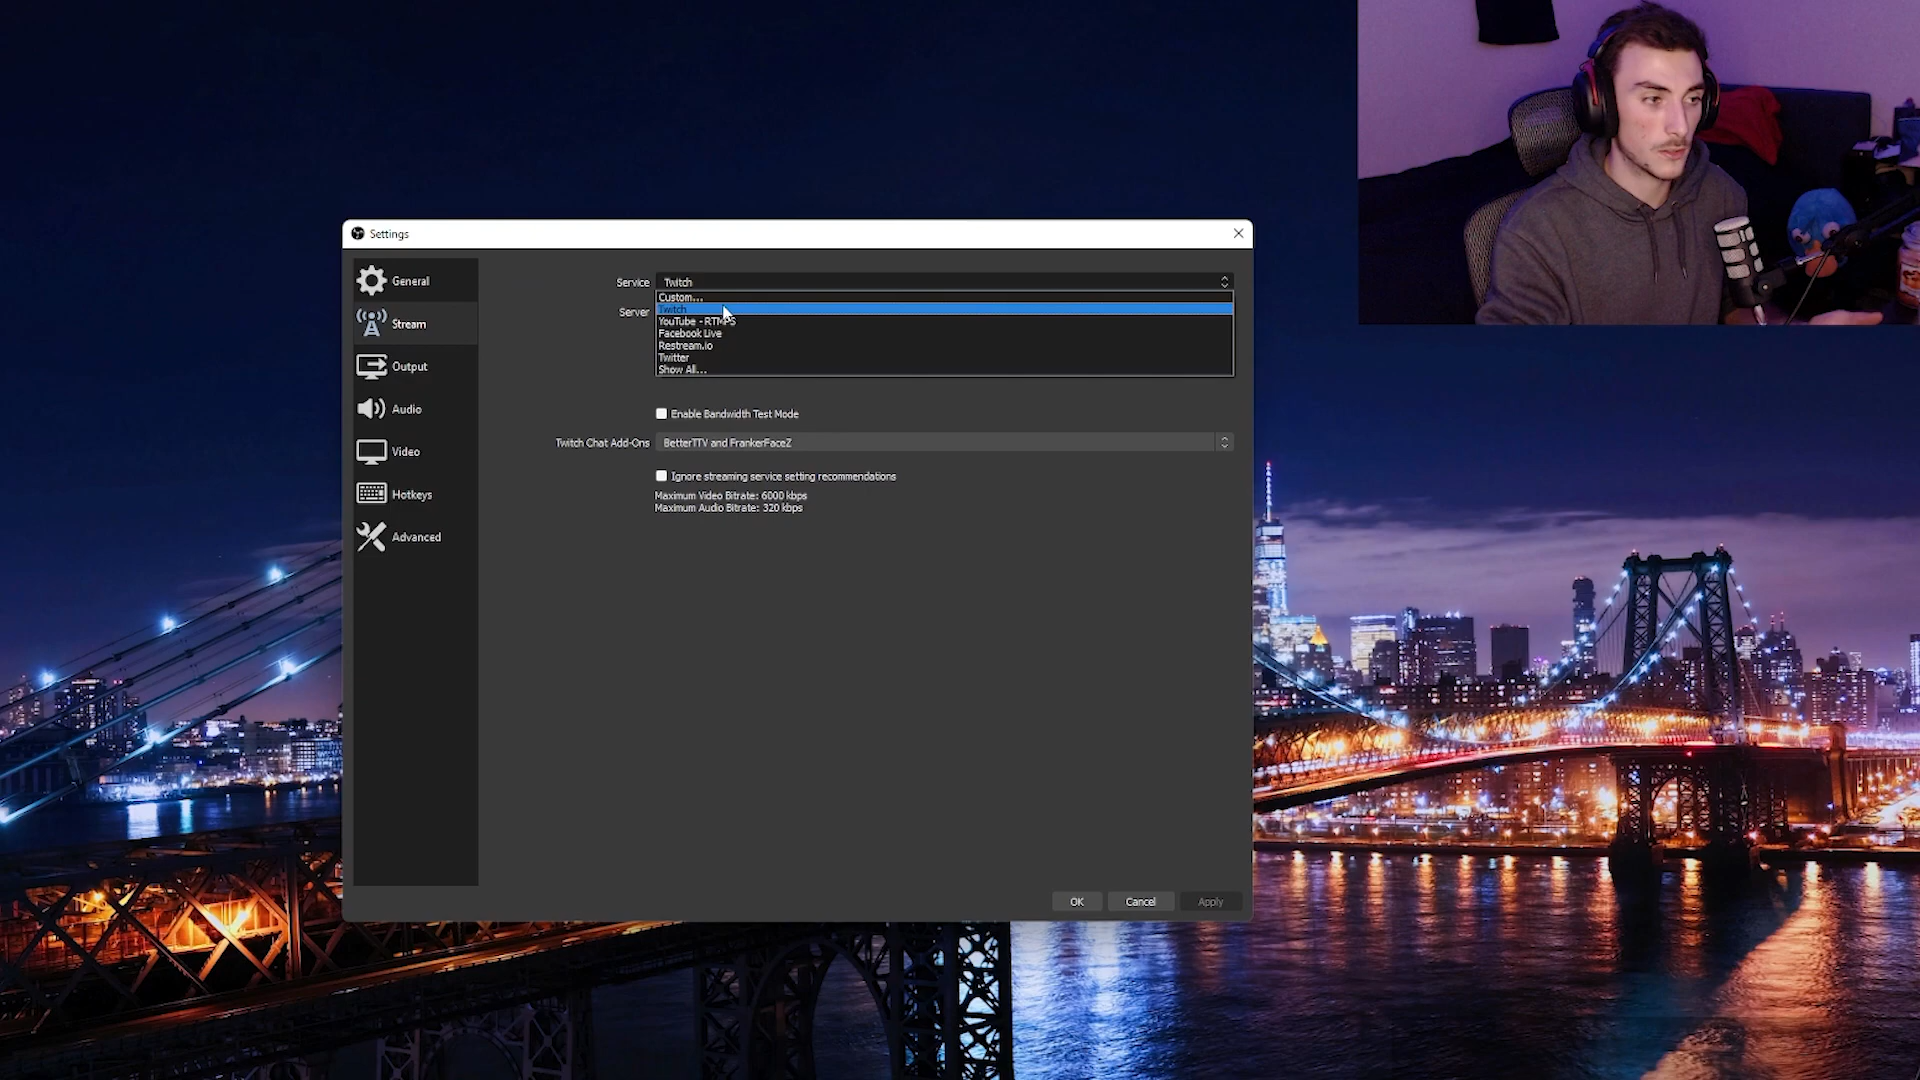 Settings
General
Stream
Output
Audio
Video
Hotkeys
Advanced
Service Twitch
Custom...
Twitch
YouTube - RTMPS
Facebook Live
Restream.io
Twitter
Show All...
Server
Enable Bandwidth Test Mode
Twitch Chat Add-Ons BetterTTV and FrankerFaceZ
Ignore streaming service setting recommendations
Maximum Video Bitrate: 6000 kbps
Maximum Audio Bitrate: 320 kbps
OK Cancel Apply